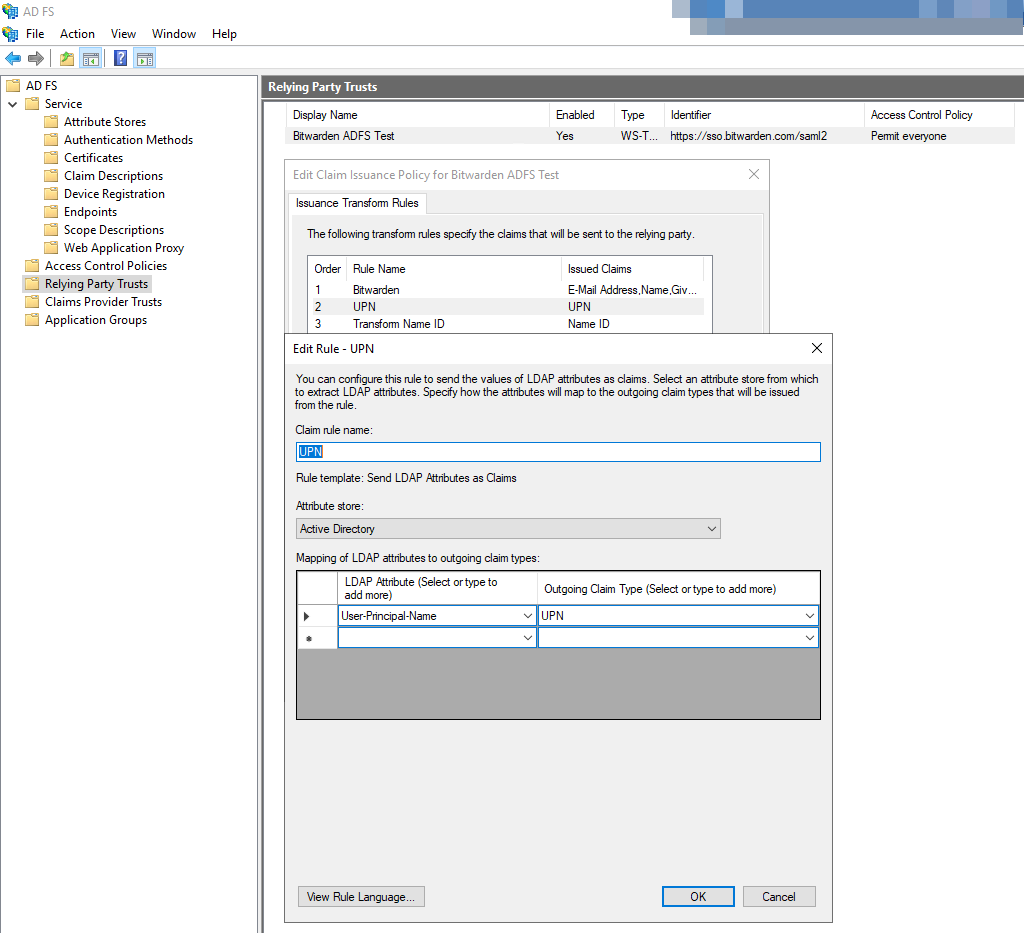 AD FS
File Action View Window Help
AD FS
Service
Attribute Stores
Authentication Methods
Certificates
Claim Descriptions
Device Registration
Endpoints
Scope Descriptions
Web Application Proxy
Access Control Policies
Relying Party Trusts
Claims Provider Trusts
Application Groups
Relying Party Trusts
Display Name Enabled Type Identifier Access Control Policy
Bitwarden ADFS Test Yes WS-T... https://sso.bitwarden.com/saml2 Permit everyone
Edit Claim Issuance Policy for Bitwarden ADFS Test
Issuance Transform Rules
The following transform rules specify the claims that will be sent to the relying party.
Order Rule Name Issued Claims
1 Bitwarden E-Mail Address,Name,Giv...
2 UPN UPN
3 Transform Name ID Name ID
Edit Rule - UPN
You can configure this rule to send the values of LDAP attributes as claims. Select an attribute store from which
to extract LDAP attributes. Specify how the attributes will map to the outgoing claim types that will be issued
from the rule.
Claim rule name:
UPN
Rule template: Send LDAP Attributes as Claims
Attribute store:
Active Directory
Mapping of LDAP attributes to outgoing claim types:
LDAP Attribute (Select or type to
add more)
Outgoing Claim Type (Select or type to add more)
User-Principal-Name UPN
View Rule Language... OK Cancel